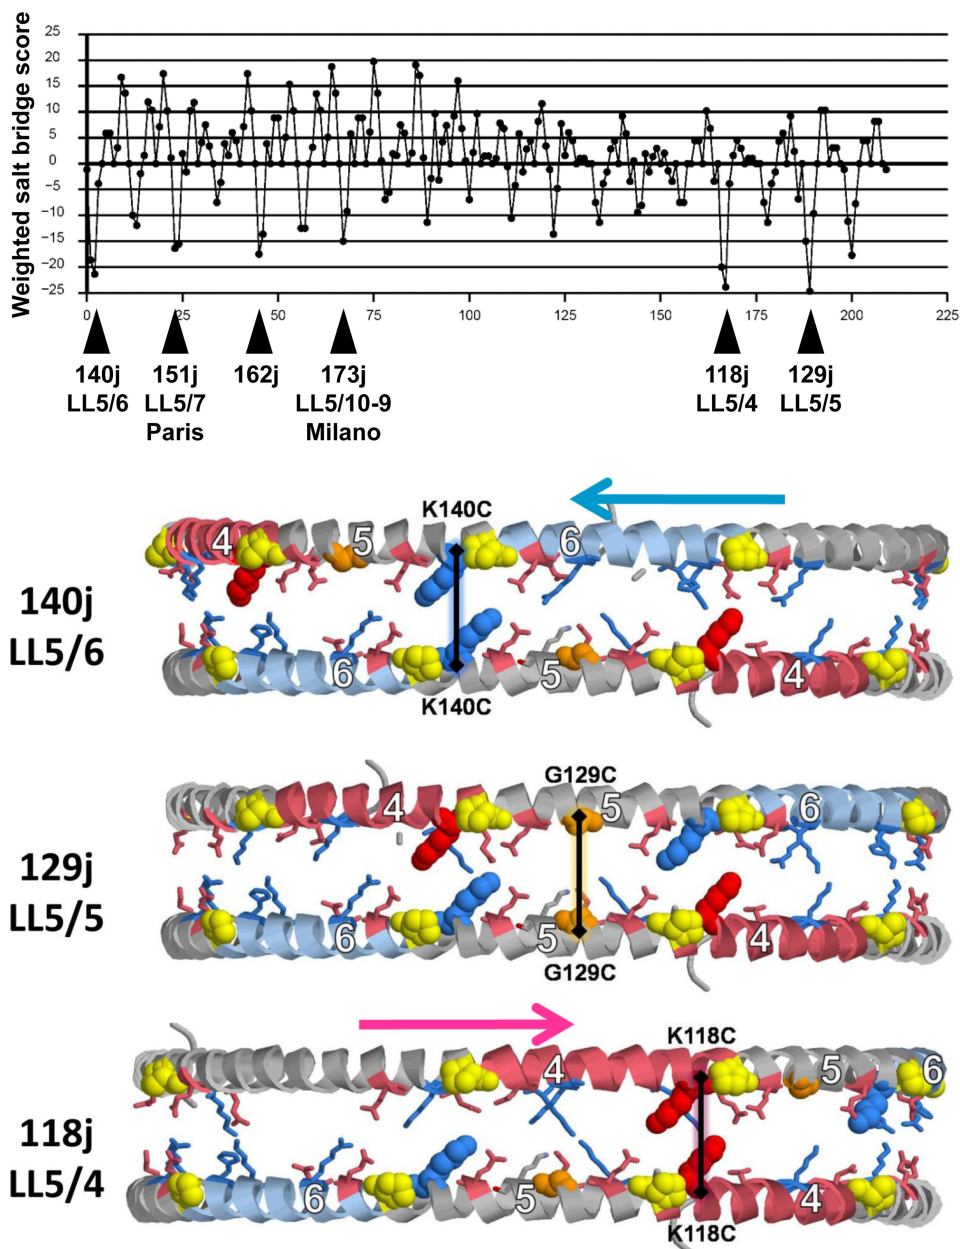 Weighted salt bridge score
25
20
15
10
5
0
−5
−10
−15
−20
−25
0 25 50 75 100 125 150 175 200 225
140j 151j 162j 173j 118j 129j
LL5/6 LL5/7 LL5/10-9 LL5/4 LL5/5
Paris Milano
K140C
4 5 6
140j
LL5/6
6 5 4
K140C
G129C
4 5 6
129j
LL5/5
6 5 4
G129C
K118C
4 5 6
118j
LL5/4
6 5 4
K118C